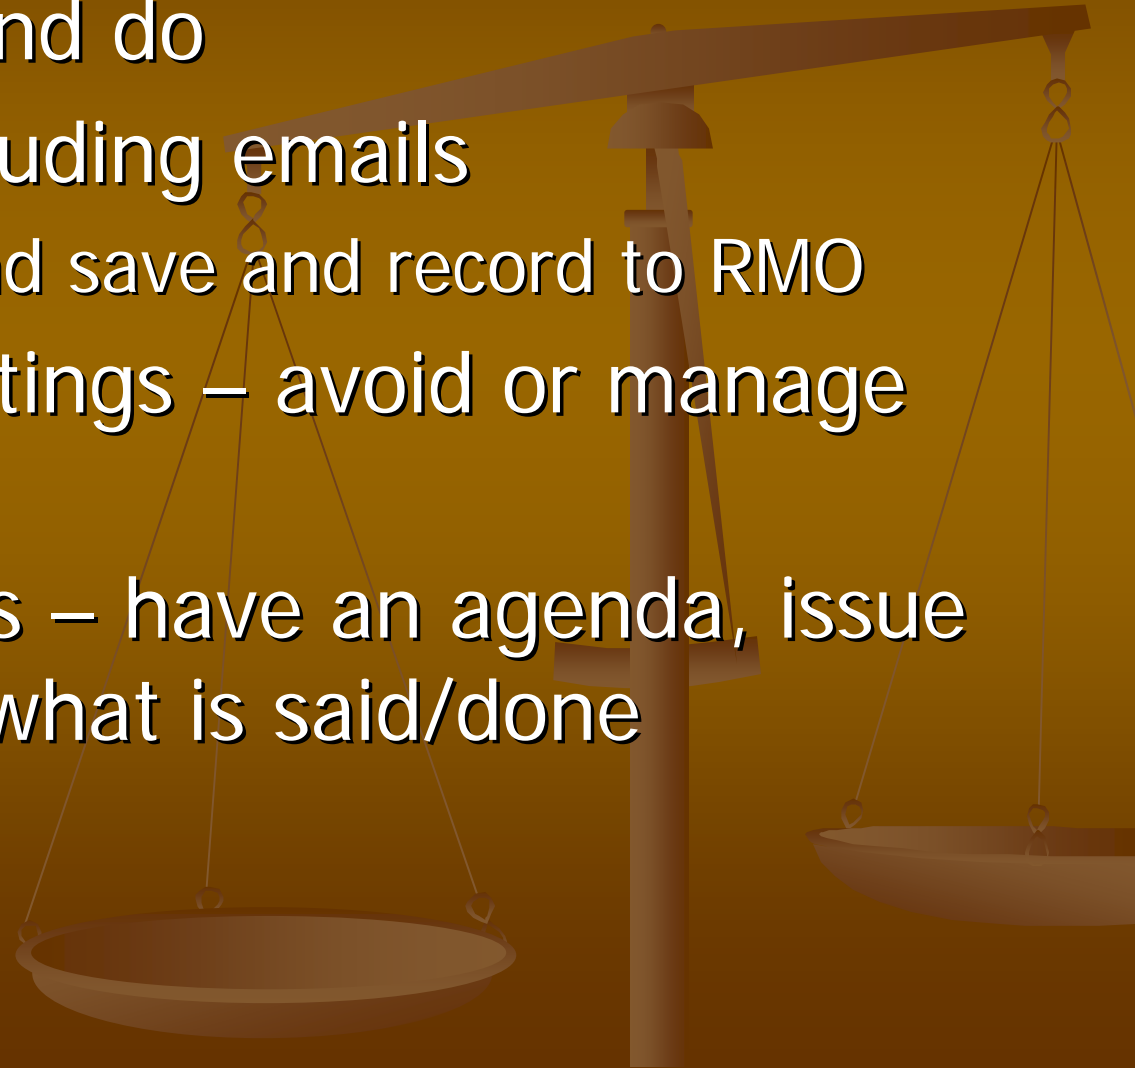 nd do
uding emails
d save and record to RMO
tings – avoid or manage
s – have an agenda, issue
what is said/done